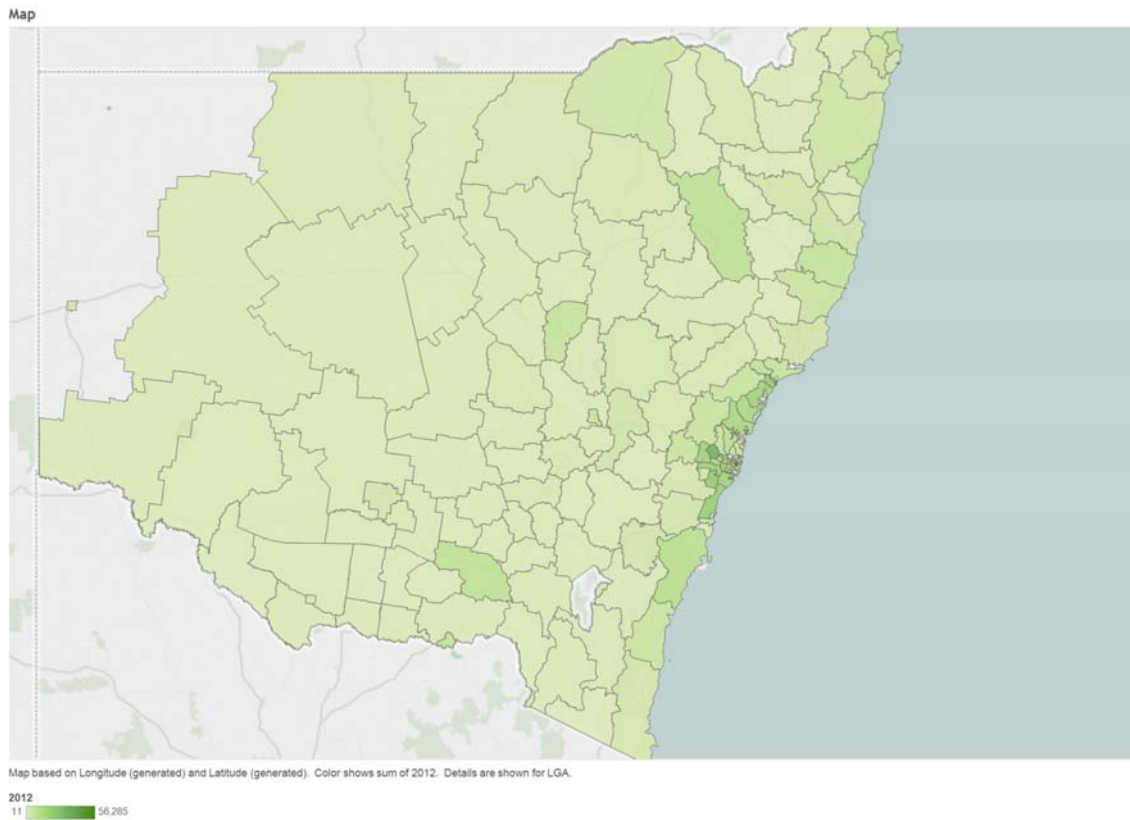 Map
Map based on Longitude (generated) and Latitude (generated). Color shows sum of 2012. Details are shown for LGA.
2012
11 56,285